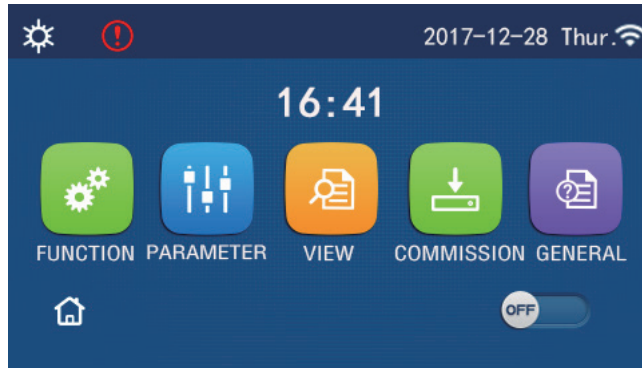 2017-12-28 Thur.
16:41
FUNCTION PARAMETER VIEW COMMISSION GENERAL
OFF